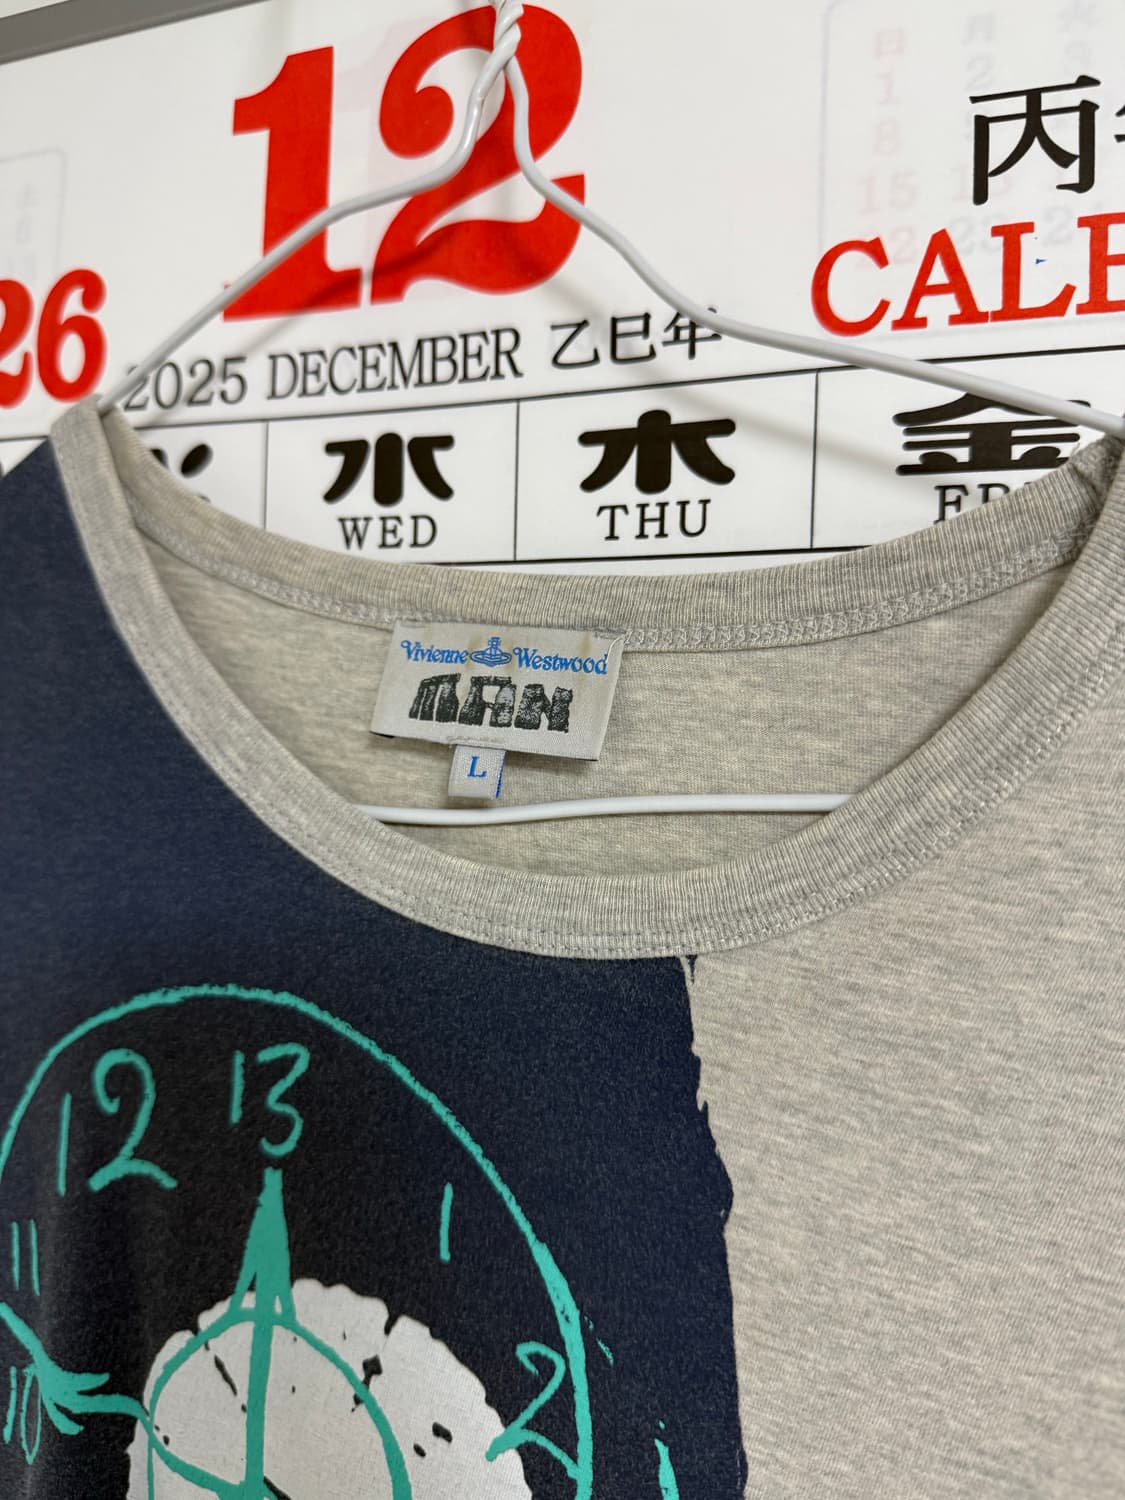 12
丙
26
CALE
2025 DECEMBER 乙巳年
水 木 金
WED THU FRI
Vivienne Westwood
MAN
L
12 13
1
11
2
10